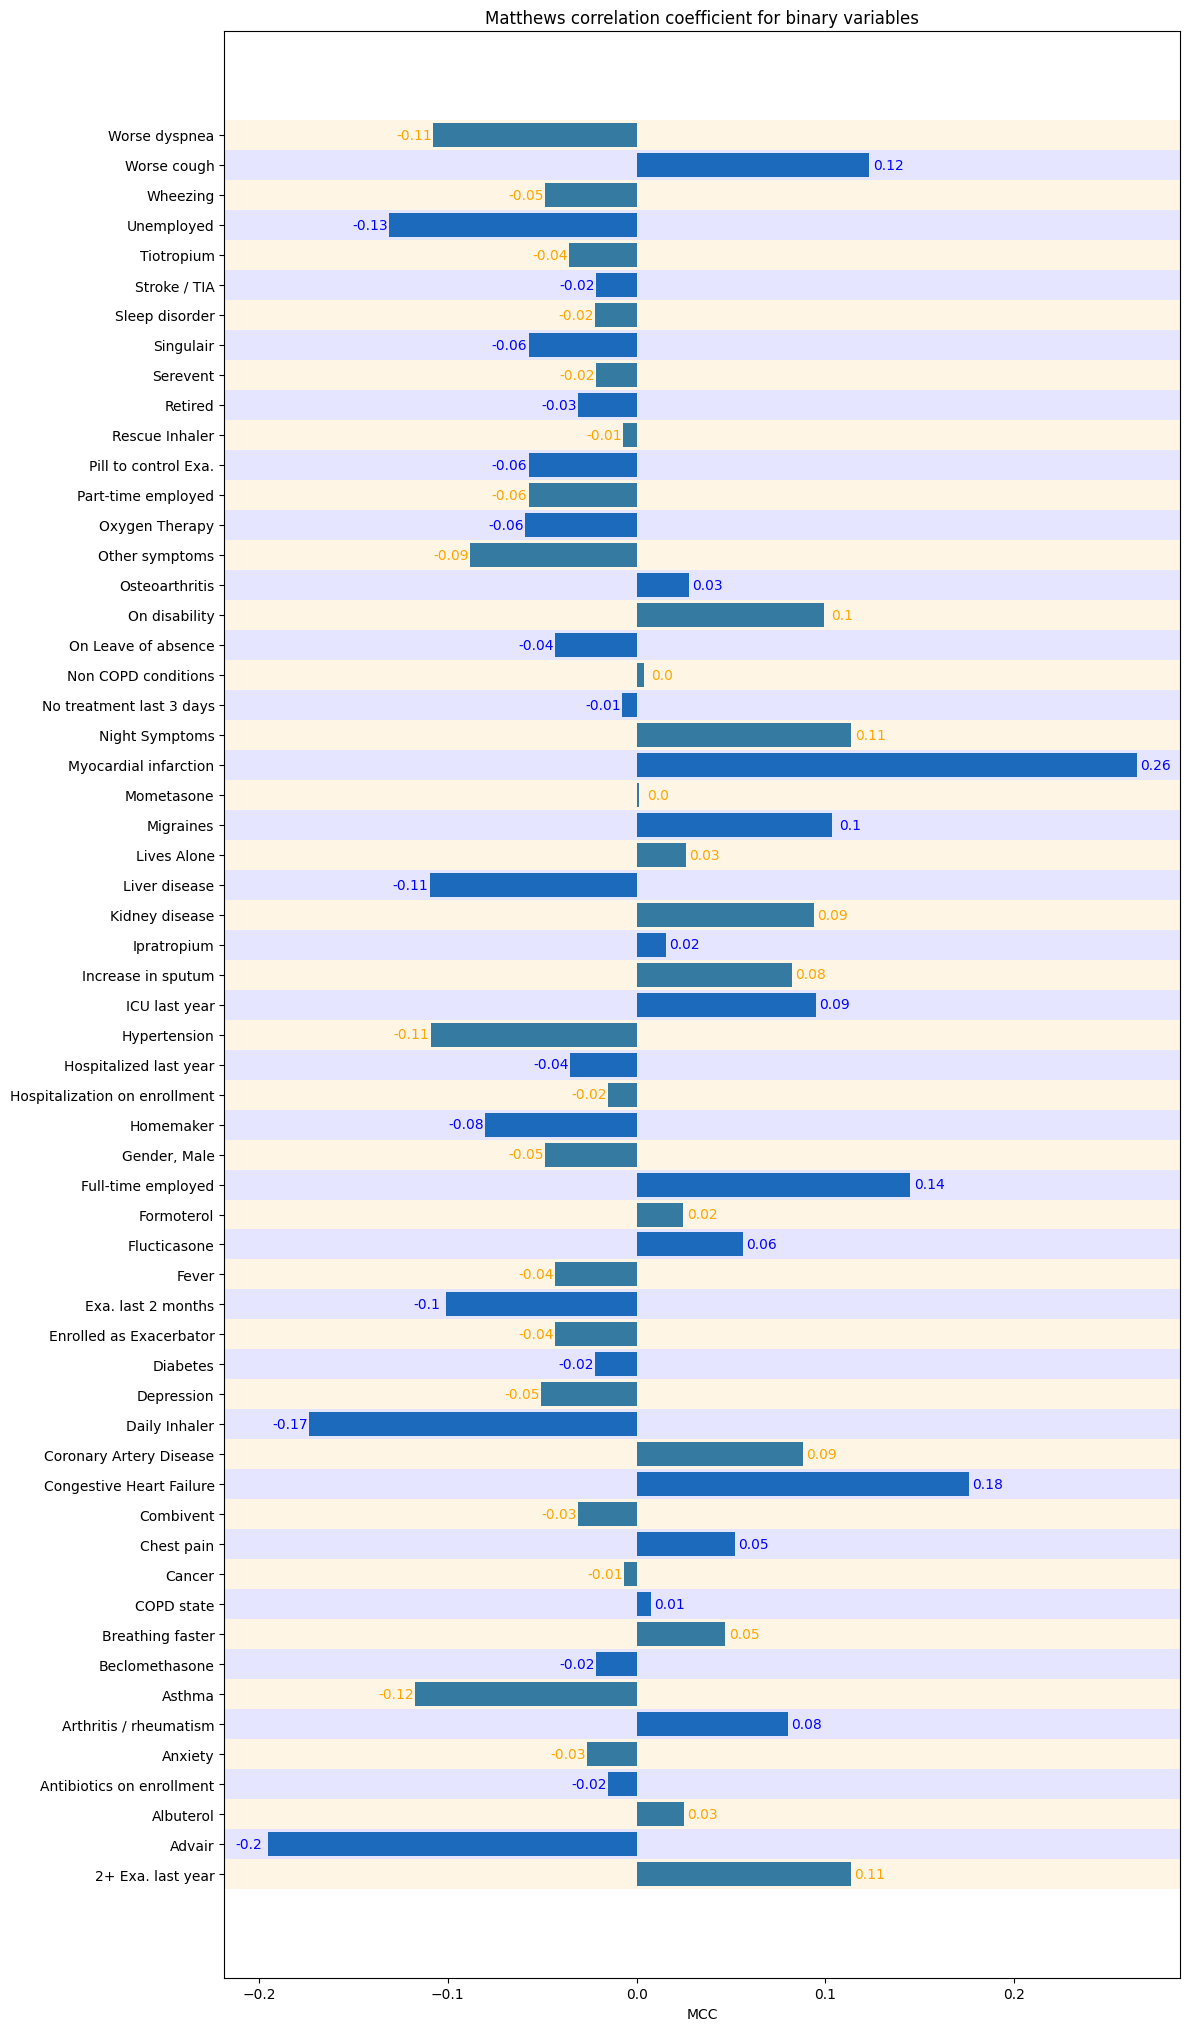 Matthews correlation coefficient for binary variables
Worse dyspnea -0.11
Worse cough 0.12
Wheezing -0.05
Unemployed -0.13
Tiotropium -0.04
Stroke / TIA -0.02
Sleep disorder -0.02
Singulair -0.06
Serevent -0.02
Retired -0.03
Rescue Inhaler -0.01
Pill to control Exa. -0.06
Part-time employed -0.06
Oxygen Therapy -0.06
Other symptoms -0.09
Osteoarthritis 0.03
On disability 0.1
On Leave of absence -0.04
Non COPD conditions 0.0
No treatment last 3 days -0.01
Night Symptoms 0.11
Myocardial infarction 0.26
Mometasone 0.0
Migraines 0.1
Lives Alone 0.03
Liver disease -0.11
Kidney disease 0.09
Ipratropium 0.02
Increase in sputum 0.08
ICU last year 0.09
Hypertension -0.11
Hospitalized last year -0.04
Hospitalization on enrollment -0.02
Homemaker -0.08
Gender, Male -0.05
Full-time employed 0.14
Formoterol 0.02
Flucticasone 0.06
Fever -0.04
Exa. last 2 months -0.1
Enrolled as Exacerbator -0.04
Diabetes -0.02
Depression -0.05
Daily Inhaler -0.17
Coronary Artery Disease 0.09
Congestive Heart Failure 0.18
Combivent -0.03
Chest pain 0.05
Cancer -0.01
COPD state 0.01
Breathing faster 0.05
Beclomethasone -0.02
Asthma -0.12
Arthritis / rheumatism 0.08
Anxiety -0.03
Antibiotics on enrollment -0.02
Albuterol 0.03
Advair -0.2
2+ Exa. last year 0.11
−0.2 −0.1 0.0 0.1 0.2
MCC